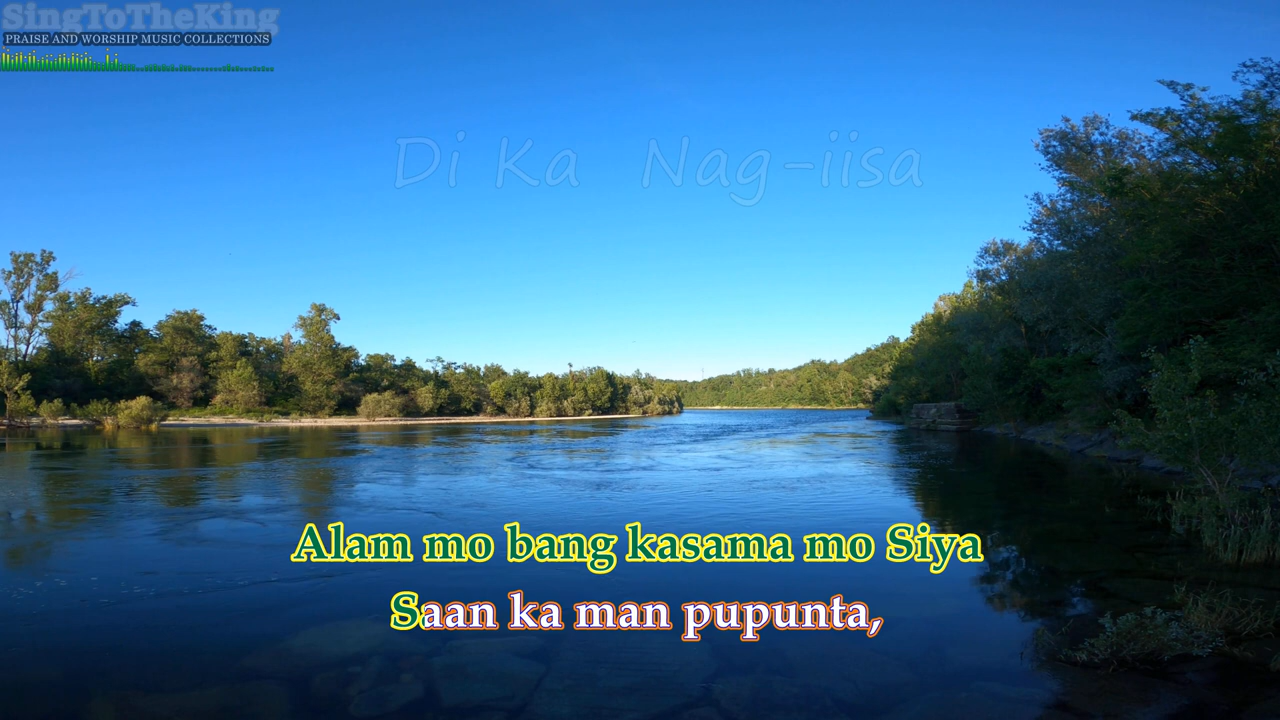 SingToTheKing
PRAISE AND WORSHIP MUSIC COLLECTIONS
Di Ka Nag-iisa
Alam mo bang kasama mo Siya
Saan ka man pupunta,